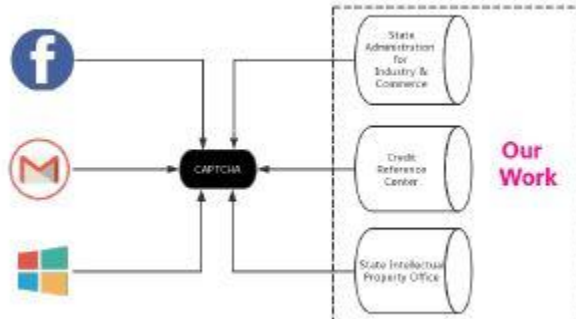 State
Administration
for
Industry &
Commerce
CAPTCHA
Credit
Reference
Center
Our
Work
State Intellectual
Property Office